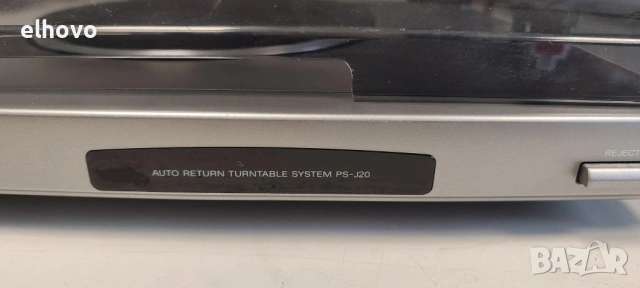 elhovo
REJECT
AUTO RETURN TURNTABLE SYSTEM PS-J20
BAZAR